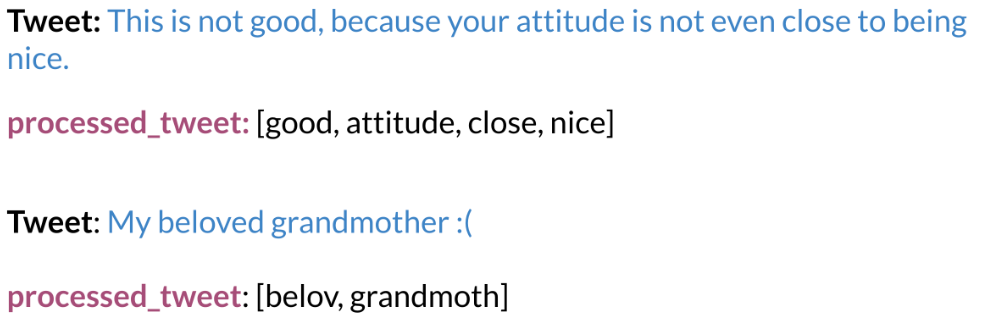 Tweet: This is not good, because your attitude is not even close to being
nice.
processed_tweet: [good, attitude, close, nice]
Tweet: My beloved grandmother :(
processed_tweet: [belov, grandmoth]